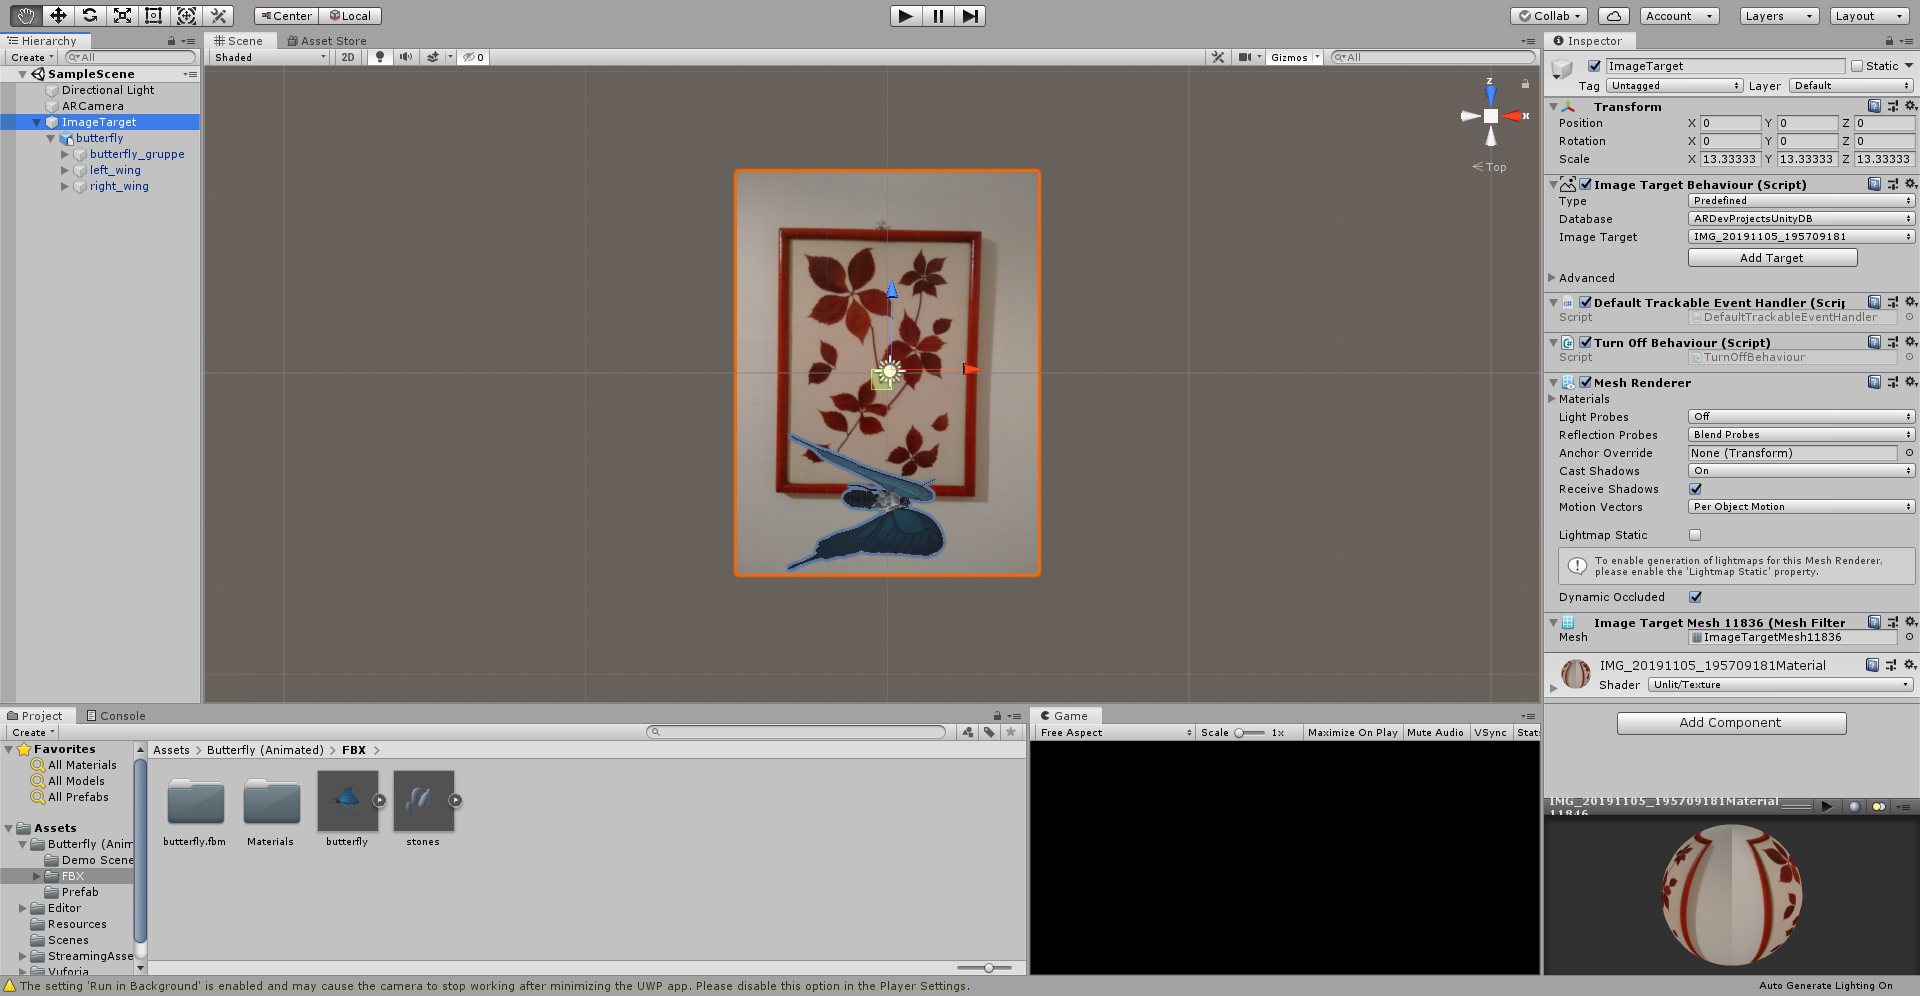 Center Local
Collab Account Layers Layout
Hierarchy
Create All
SampleScene
Directional Light
ARCamera
ImageTarget
butterfly
butterfly_gruppe
left_wing
right_wing
Scene Asset Store
Shaded 2D 0 Gizmos All
z
x
Top
Inspector
ImageTarget Static
Tag Untagged Layer Default
Transform
Position X 0 Y 0 Z 0
Rotation X 0 Y 0 Z 0
Scale X 13.33333 Y 13.33333 Z 13.33333
Image Target Behaviour (Script)
Type Predefined
Database ARDevProjectsUnityDB
Image Target IMG_20191105_195709181
Add Target
Advanced
Default Trackable Event Handler (Scrip
Script DefaultTrackableEventHandler
Turn Off Behaviour (Script)
Script TurnOffBehaviour
Mesh Renderer
Materials
Light Probes Off
Reflection Probes Blend Probes
Anchor Override None (Transform)
Cast Shadows On
Receive Shadows
Motion Vectors Per Object Motion
Lightmap Static
To enable generation of lightmaps for this Mesh Renderer,
please enable the 'Lightmap Static' property.
Dynamic Occluded
Image Target Mesh 11836 (Mesh Filter
Mesh ImageTargetMesh11836
IMG_20191105_195709181Material
Shader Unlit/Texture
Add Component
IMG_20191105_195709181Material
11846
Project Console
Create
Favorites
All Materials
All Models
All Prefabs
Assets
Butterfly (Anim
Demo Scene
FBX
Prefab
Editor
Resources
Scenes
StreamingAsse
Vuforia
Assets > Butterfly (Animated) > FBX >
butterfly.fbm Materials butterfly stones
Game
Free Aspect Scale 1x Maximize On Play Mute Audio VSync Stats
The setting 'Run in Background' is enabled and may cause the camera to stop working after minimizing the UWP app. Please disable this option in the Player Settings.
Auto Generate Lighting On